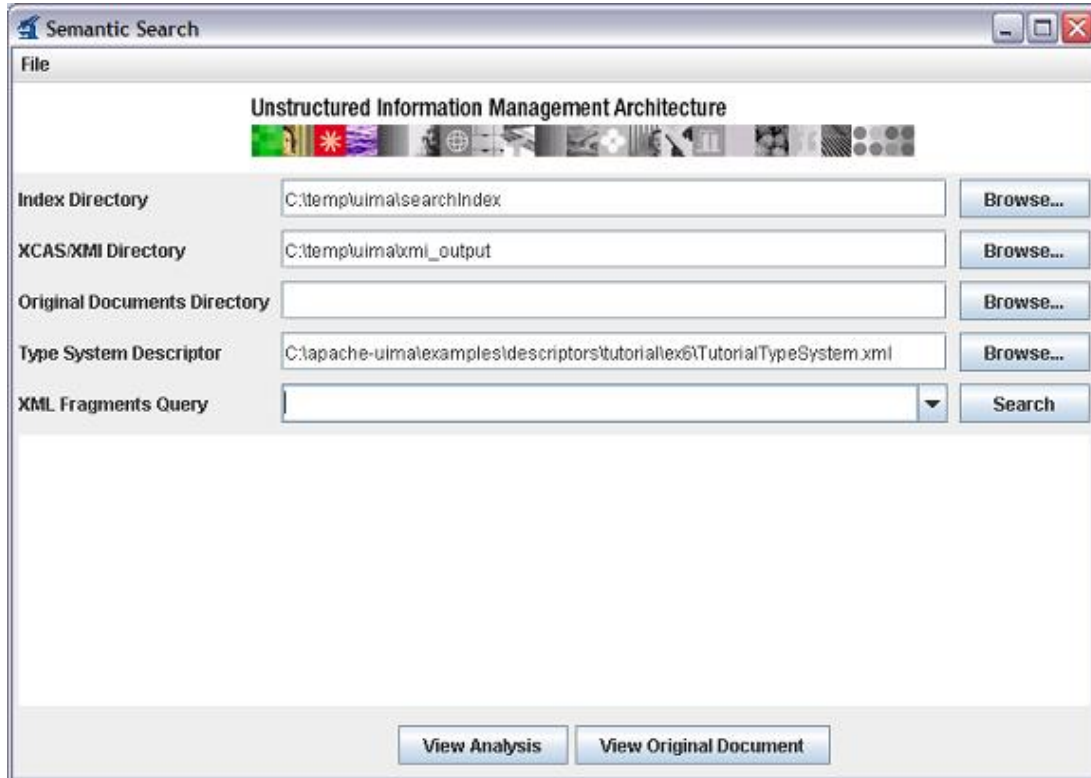 Semantic Search
File
Unstructured Information Management Architecture
Index Directory C:\temp\uima\searchIndex Browse...
XCAS/XMI Directory C:\temp\uima\xmi_output Browse...
Original Documents Directory Browse...
Type System Descriptor C:\apache-uima\examples\descriptors\tutorial\ex6\TutorialTypeSystem.xml Browse...
XML Fragments Query Search
View Analysis View Original Document